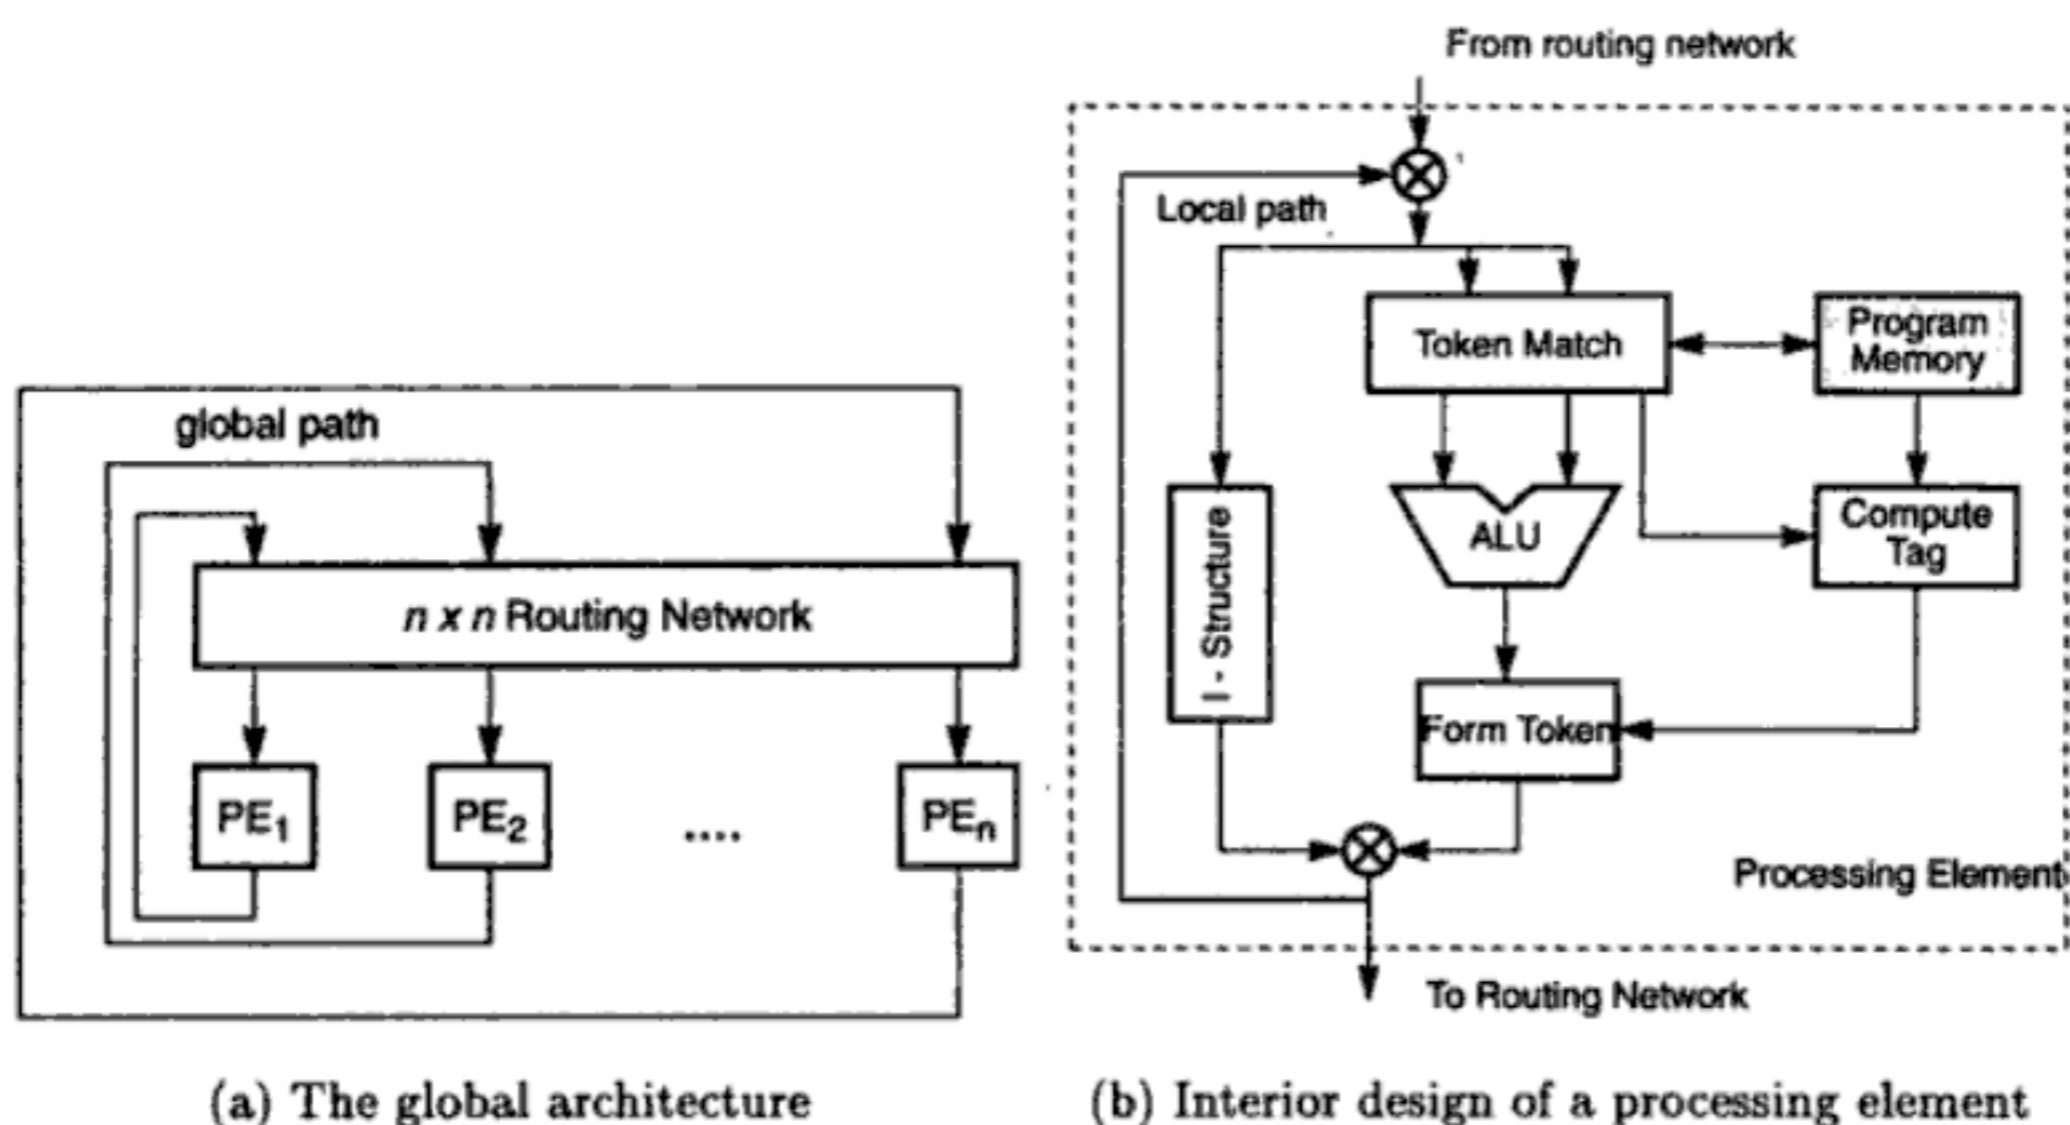 global path
n x n Routing Network
PE1
PE2
....
PEn
(a) The global architecture
From routing network
Local path
Token Match
Program
Memory
I - Structure
ALU
Compute
Tag
Form Token
Processing Element
To Routing Network
(b) Interior design of a processing element